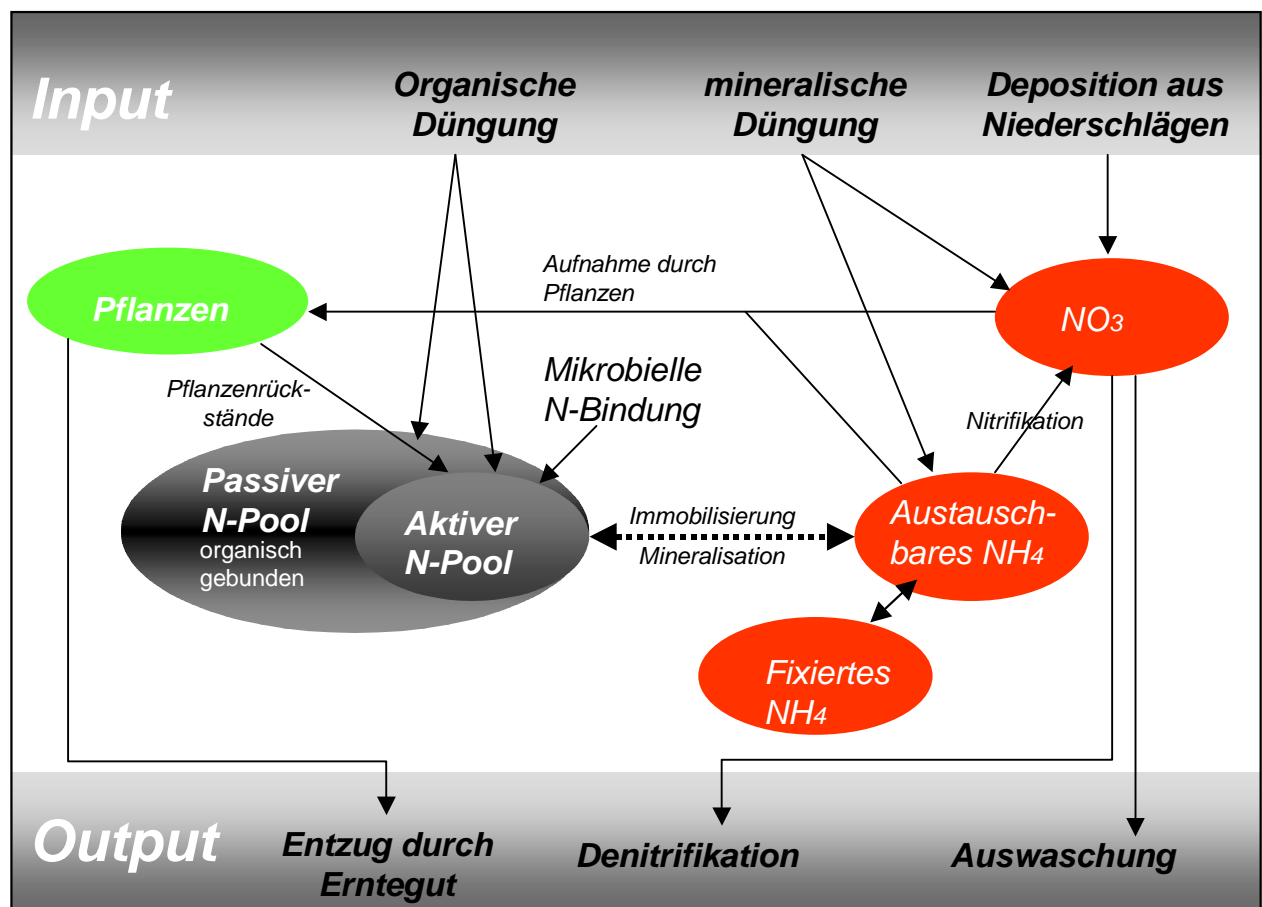 Input
Organische
Düngung
mineralische
Düngung
Deposition aus
Niederschlägen
Aufnahme durch
Pflanzen
Pflanzen
NO3
Pflanzenrück-
stände
Mikrobielle
N-Bindung
Nitrifikation
Passiver
N-Pool
organisch
gebunden
Aktiver
N-Pool
Immobilisierung
Mineralisation
Austausch-
bares NH4
Fixiertes
NH4
Output
Entzug durch
Erntegut
Denitrifikation
Auswaschung